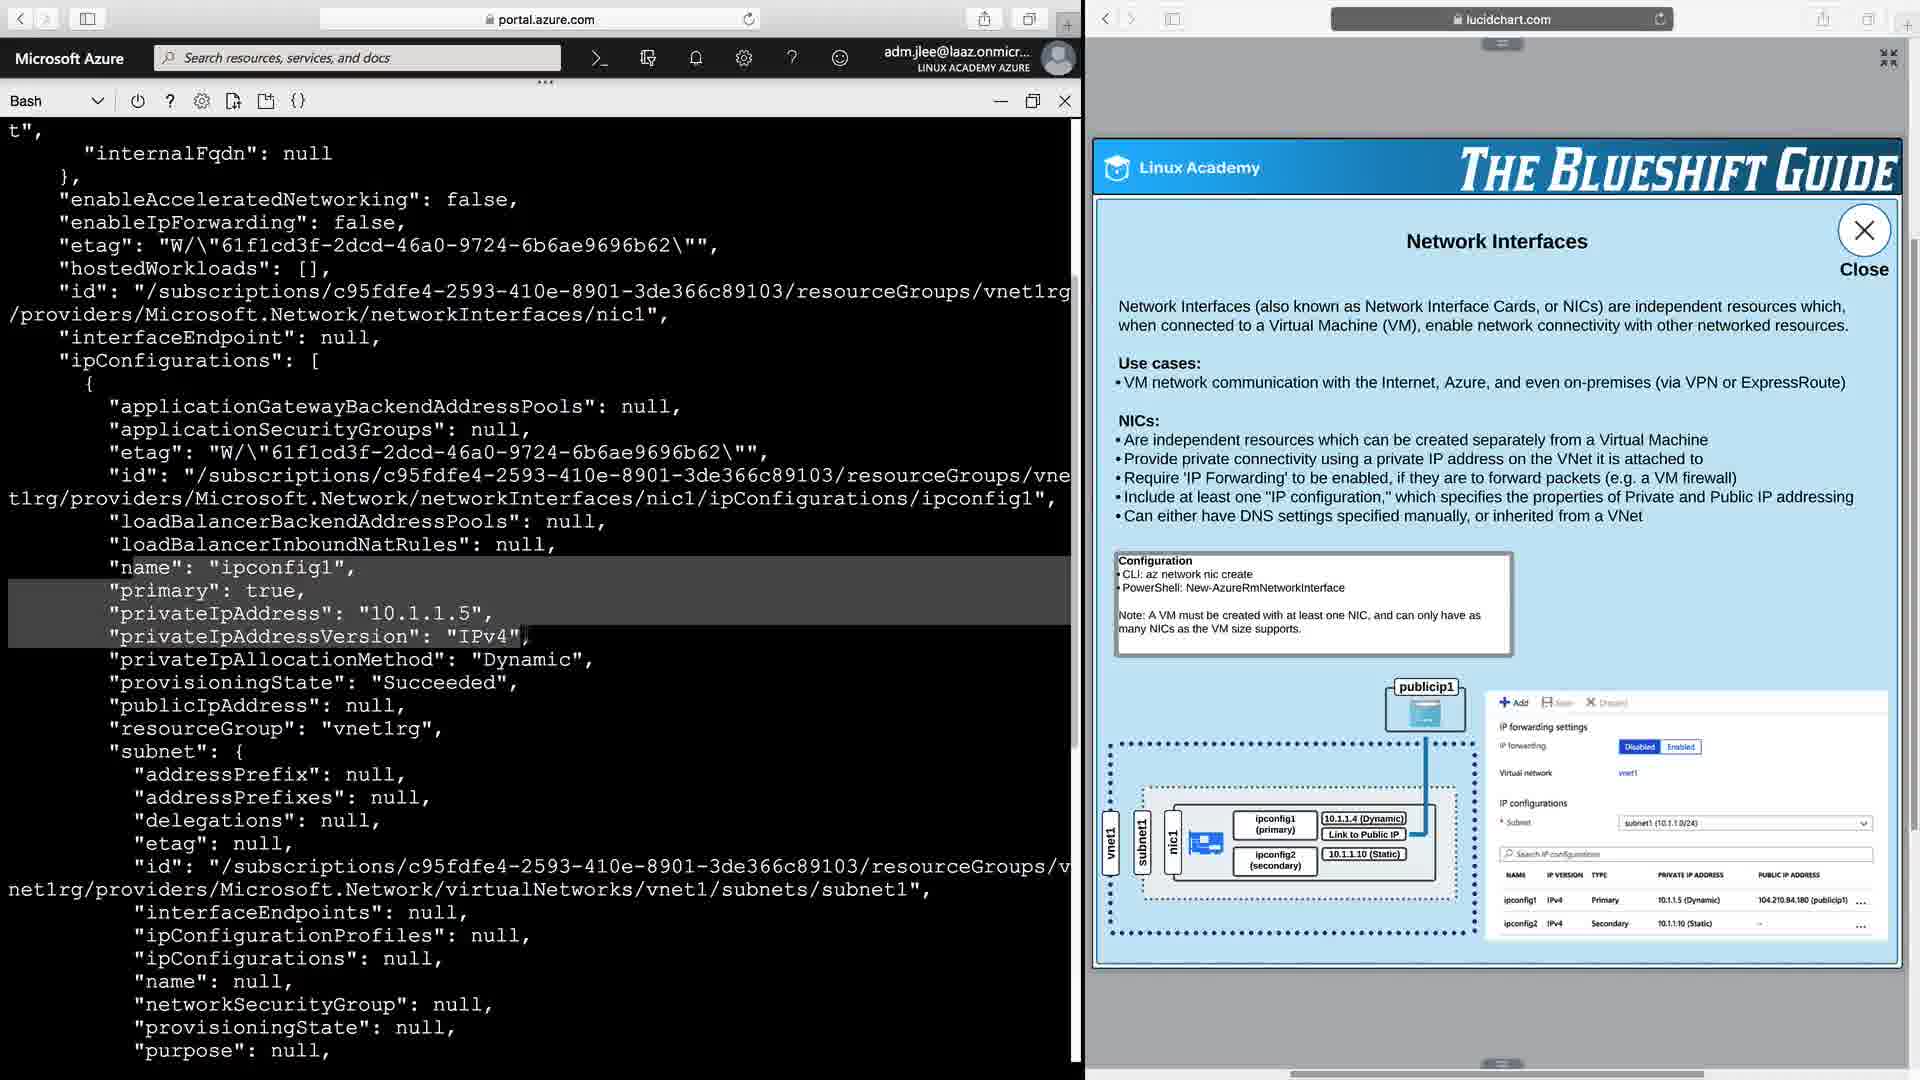 portal.azure.com
Microsoft Azure
Search resources, services, and docs
adm.jlee@laaz.onmicr...
LINUX ACADEMY AZURE
Bash
t",
"internalFqdn": null
},
"enableAcceleratedNetworking": false,
"enableIpForwarding": false,
"etag": "W/\"61f1cd3f-2dcd-46a0-9724-6b6ae9696b62\"",
"hostedWorkloads": [],
"id": "/subscriptions/c95fdfe4-2593-410e-8901-3de366c89103/resourceGroups/vnet1rg
/providers/Microsoft.Network/networkInterfaces/nic1",
"interfaceEndpoint": null,
"ipConfigurations": [
{
"applicationGatewayBackendAddressPools": null,
"applicationSecurityGroups": null,
"etag": "W/\"61f1cd3f-2dcd-46a0-9724-6b6ae9696b62\"",
"id": "/subscriptions/c95fdfe4-2593-410e-8901-3de366c89103/resourceGroups/vne
t1rg/providers/Microsoft.Network/networkInterfaces/nic1/ipConfigurations/ipconfig1",
"loadBalancerBackendAddressPools": null,
"loadBalancerInboundNatRules": null,
"name": "ipconfig1",
"primary": true,
"privateIpAddress": "10.1.1.5",
"privateIpAddressVersion": "IPv4",
"privateIpAllocationMethod": "Dynamic",
"provisioningState": "Succeeded",
"publicIpAddress": null,
"resourceGroup": "vnet1rg",
"subnet": {
"addressPrefix": null,
"addressPrefixes": null,
"delegations": null,
"etag": null,
"id": "/subscriptions/c95fdfe4-2593-410e-8901-3de366c89103/resourceGroups/v
net1rg/providers/Microsoft.Network/virtualNetworks/vnet1/subnets/subnet1",
"interfaceEndpoints": null,
"ipConfigurationProfiles": null,
"ipConfigurations": null,
"name": null,
"networkSecurityGroup": null,
"provisioningState": null,
"purpose": null,
lucidchart.com
Linux Academy
THE BLUESHIFT GUIDE
Network Interfaces
Close
Network Interfaces (also known as Network Interface Cards, or NICs) are independent resources which,
when connected to a Virtual Machine (VM), enable network connectivity with other networked resources.
Use cases:
• VM network communication with the Internet, Azure, and even on-premises (via VPN or ExpressRoute)
NICs:
• Are independent resources which can be created separately from a Virtual Machine
• Provide private connectivity using a private IP address on the VNet it is attached to
• Require 'IP Forwarding' to be enabled, if they are to forward packets (e.g. a VM firewall)
• Include at least one "IP configuration," which specifies the properties of Private and Public IP addressing
• Can either have DNS settings specified manually, or inherited from a VNet
Configuration
• CLI: az network nic create
• PowerShell: New-AzureRmNetworkInterface
Note: A VM must be created with at least one NIC, and can only have as
many NICs as the VM size supports.
publicip1
vnet1
subnet1
nic1
ipconfig1
(primary)
10.1.1.4 (Dynamic)
Link to Public IP
ipconfig2
(secondary)
10.1.1.10 (Static)
Add Save Discard
IP forwarding settings
IP forwarding Disabled Enabled
Virtual network vnet1
IP configurations
* Subnet subnet1 (10.1.1.0/24)
Search IP configurations
NAME IP VERSION TYPE PRIVATE IP ADDRESS PUBLIC IP ADDRESS
ipconfig1 IPv4 Primary 10.1.1.5 (Dynamic) 104.210.84.180 (publicip1) ...
ipconfig2 IPv4 Secondary 10.1.1.10 (Static) - ...